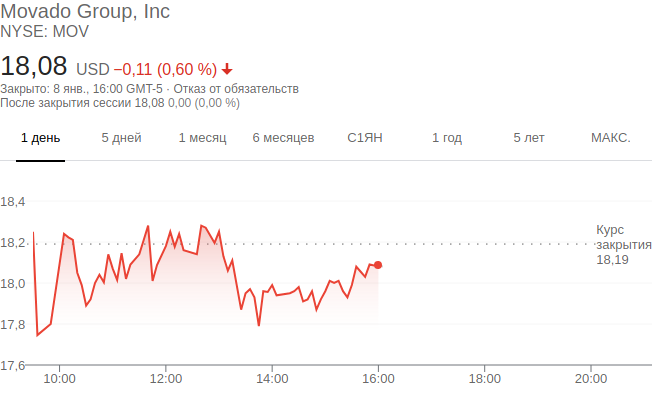 Movado Group, Inc
NYSE: MOV
18,08 USD −0,11 (0,60 %)
Закрыто: 8 янв., 16:00 GMT-5 · Отказ от обязательств
После закрытия сессии 18,08 0,00 (0,00 %)
1 день 5 дней 1 месяц 6 месяцев С1ЯН 1 год 5 лет МАКС.
18,4
Курс
18,2 закрытия
18,19
18,0
17,8
17,6
10:00 12:00 14:00 16:00 18:00 20:00